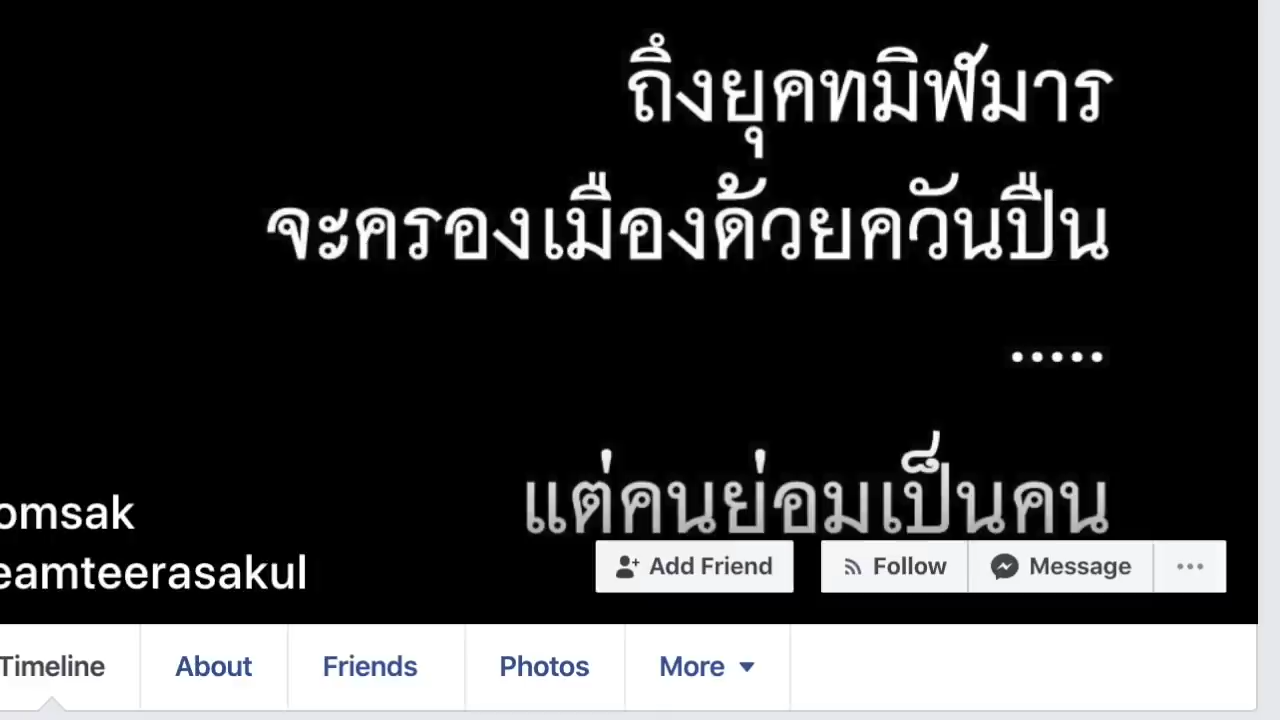 ถึงยุคทมิฬมาร
จะครองเมืองด้วยควันปืน
.....
แต่คนย่อมเป็นคน
omsak
eamteerasakul
Add Friend
Follow
Message
Timeline
About
Friends
Photos
More